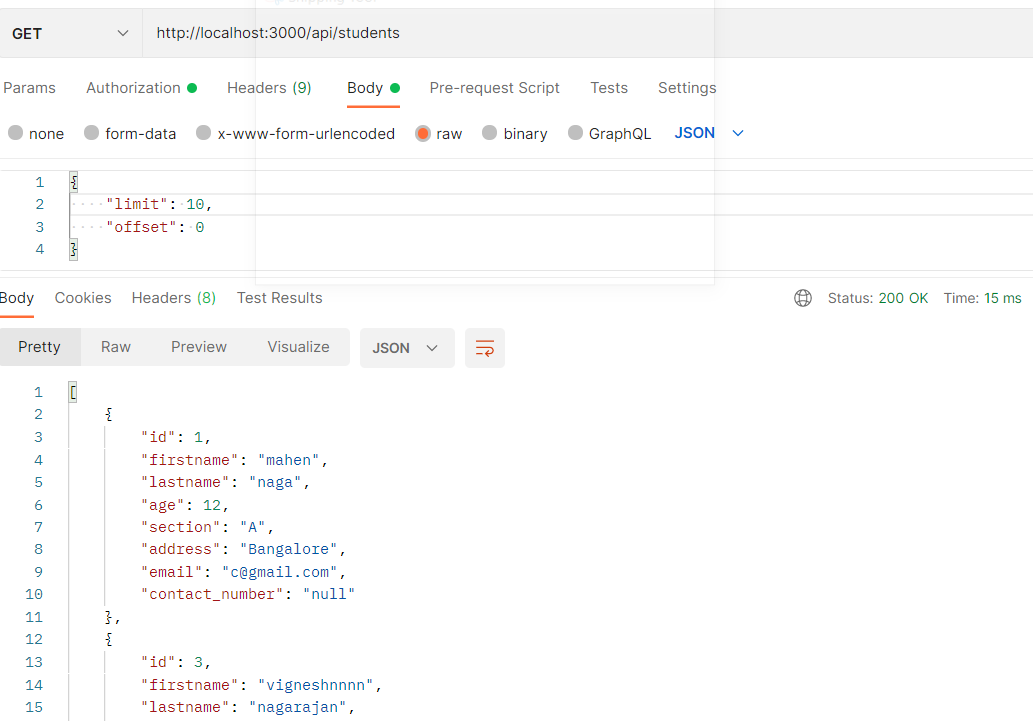 GET http://localhost:3000/api/students
Params Authorization Headers (9) Body Pre-request Script Tests Settings
none form-data x-www-form-urlencoded raw binary GraphQL JSON
1 {
2 "limit": 10,
3 "offset": 0
4 }
Body Cookies Headers (8) Test Results Status: 200 OK Time: 15 ms
Pretty Raw Preview Visualize JSON
1 [
2 {
3 "id": 1,
4 "firstname": "mahen",
5 "lastname": "naga",
6 "age": 12,
7 "section": "A",
8 "address": "Bangalore",
9 "email": "c@gmail.com",
10 "contact_number": "null"
11 },
12 {
13 "id": 3,
14 "firstname": "vigneshnnnn",
15 "lastname": "nagarajan",